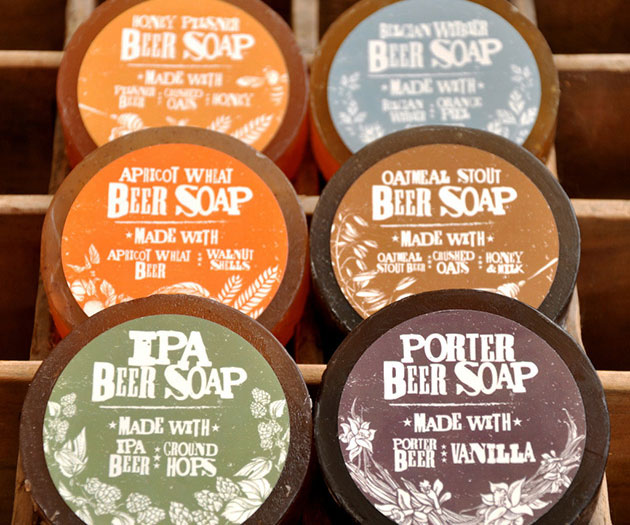 HONEY PILSNER
BEER SOAP
MADE WITH
PILSNER BEER : CRUSHED OATS : HONEY
BELGIAN WITBIER
BEER SOAP
MADE WITH
BELGIAN WITBIER : ORANGE PEEL
APRICOT WHEAT
BEER SOAP
MADE WITH
APRICOT WHEAT BEER : WALNUT SHELLS
OATMEAL STOUT
BEER SOAP
MADE WITH
OATMEAL STOUT BEER : CRUSHED OATS : HONEY & MILK
IPA
BEER SOAP
MADE WITH
IPA BEER : GROUND HOPS
PORTER
BEER SOAP
MADE WITH
PORTER BEER : VANILLA